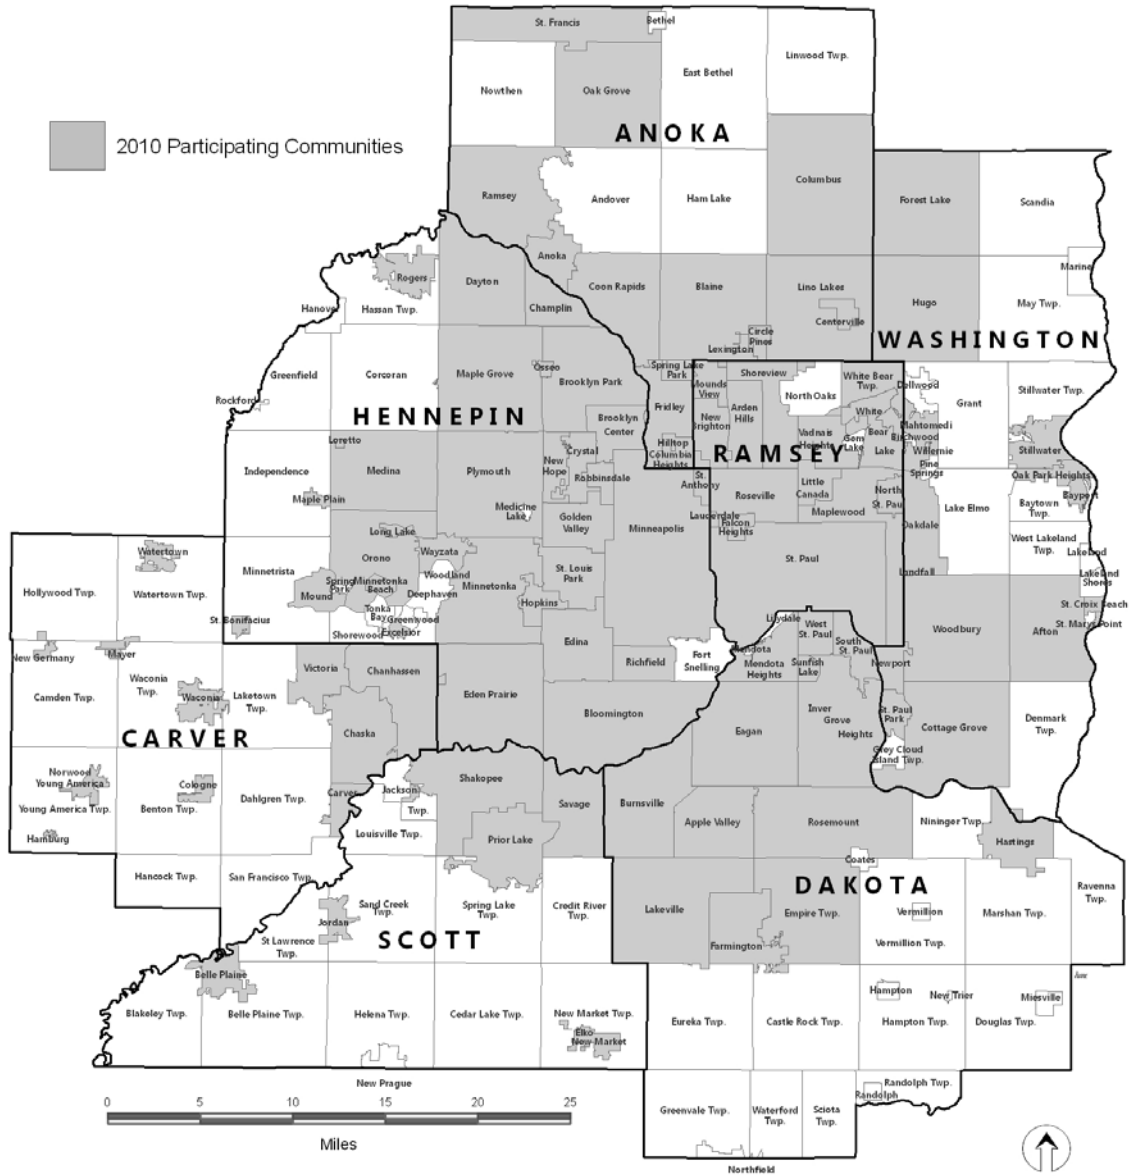 St. Francis
Bethel
Linwood Twp.
East Bethel
Nowthen
Oak Grove
ANOKA
2010 Participating Communities
Columbus
Ramsey
Andover
Ham Lake
Forest Lake
Scandia
Anoka
Marine
Rogers
Dayton
Coon Rapids
Blaine
Lino Lakes
Hanover
Hassan Twp.
Champlin
Centerville
Hugo
May Twp.
Circle
Pines
WASHINGTON
Lexington
Greenfield
Corcoran
Maple Grove
Osseo
Brooklyn Park
Spring Lake
Park
Shoreview
White Bear
Twp.
Dellwood
Stillwater Twp.
Mounds
View
North Oaks
Grant
Rockford
HENNEPIN
Fridley
Arden
Hills
White
Bear
Lake
Brooklyn
Center
New
Brighton
Vadnais
Heights
Gem
Lake
Mahtomedi
Birchwood
Willernie
Loretto
Hilltop
Columbia
Heights
RAMSEY
Stillwater
Independence
Medina
Plymouth
New
Hope
Crystal
Robbinsdale
Pine
Springs
Oak Park Heights
St.
Anthony
Roseville
Little
Canada
North
St. Paul
Bayport
Maple Plain
Medicine
Lake
Golden
Valley
Minneapolis
Lauderdale
Falcon
Heights
Maplewood
Lake Elmo
Baytown
Twp.
Long Lake
Oakdale
West Lakeland
Twp.
Lakeland
Watertown
Orono
Wayzata
St. Louis
Park
St. Paul
Landfall
Lakeland
Shores
Hollywood Twp.
Watertown Twp.
Minnetrista
Mound
Spring
Park
Minnetonka
Beach
Woodland
Deephaven
Minnetonka
Hopkins
St. Croix Beach
St. Marys Point
Tonka
Bay
Greenwood
Excelsior
Shorewood
St. Bonifacius
Edina
Lilydale
West
St. Paul
South
St. Paul
Woodbury
Afton
New Germany
Mayer
Victoria
Chanhassen
Richfield
Fort
Snelling
Mendota
Mendota
Heights
Sunfish
Lake
Newport
Camden Twp.
Waconia
Twp.
Waconia
Laketown
Twp.
Eden Prairie
Bloomington
Eagan
Inver
Grove
Heights
St. Paul
Park
Cottage Grove
Denmark
Twp.
CARVER
Chaska
Grey Cloud
Island Twp.
Norwood
Young America
Cologne
Carver
Jackson
Twp.
Shakopee
Savage
Burnsville
Young America Twp.
Benton Twp.
Dahlgren Twp.
Louisville Twp.
Prior Lake
Apple Valley
Rosemount
Nininger Twp.
Hastings
Hamburg
Coates
Hancock Twp.
San Francisco Twp.
DAKOTA
Ravenna
Twp.
Sand Creek
Twp.
Spring Lake
Twp.
Credit River
Twp.
Lakeville
Empire Twp.
Vermillion
Marshan Twp.
Jordan
St Lawrence
Twp.
SCOTT
Farmington
Vermillion Twp.
Belle Plaine
Hampton
New Trier
Miesville
Blakeley Twp.
Belle Plaine Twp.
Helena Twp.
Cedar Lake Twp.
New Market Twp.
Elko
New Market
Eureka Twp.
Castle Rock Twp.
Hampton Twp.
Douglas Twp.
New Prague
Randolph Twp.
Randolph
0 5 10 15 20 25
Greenvale Twp.
Waterford
Twp.
Sciota
Twp.
Miles
Northfield